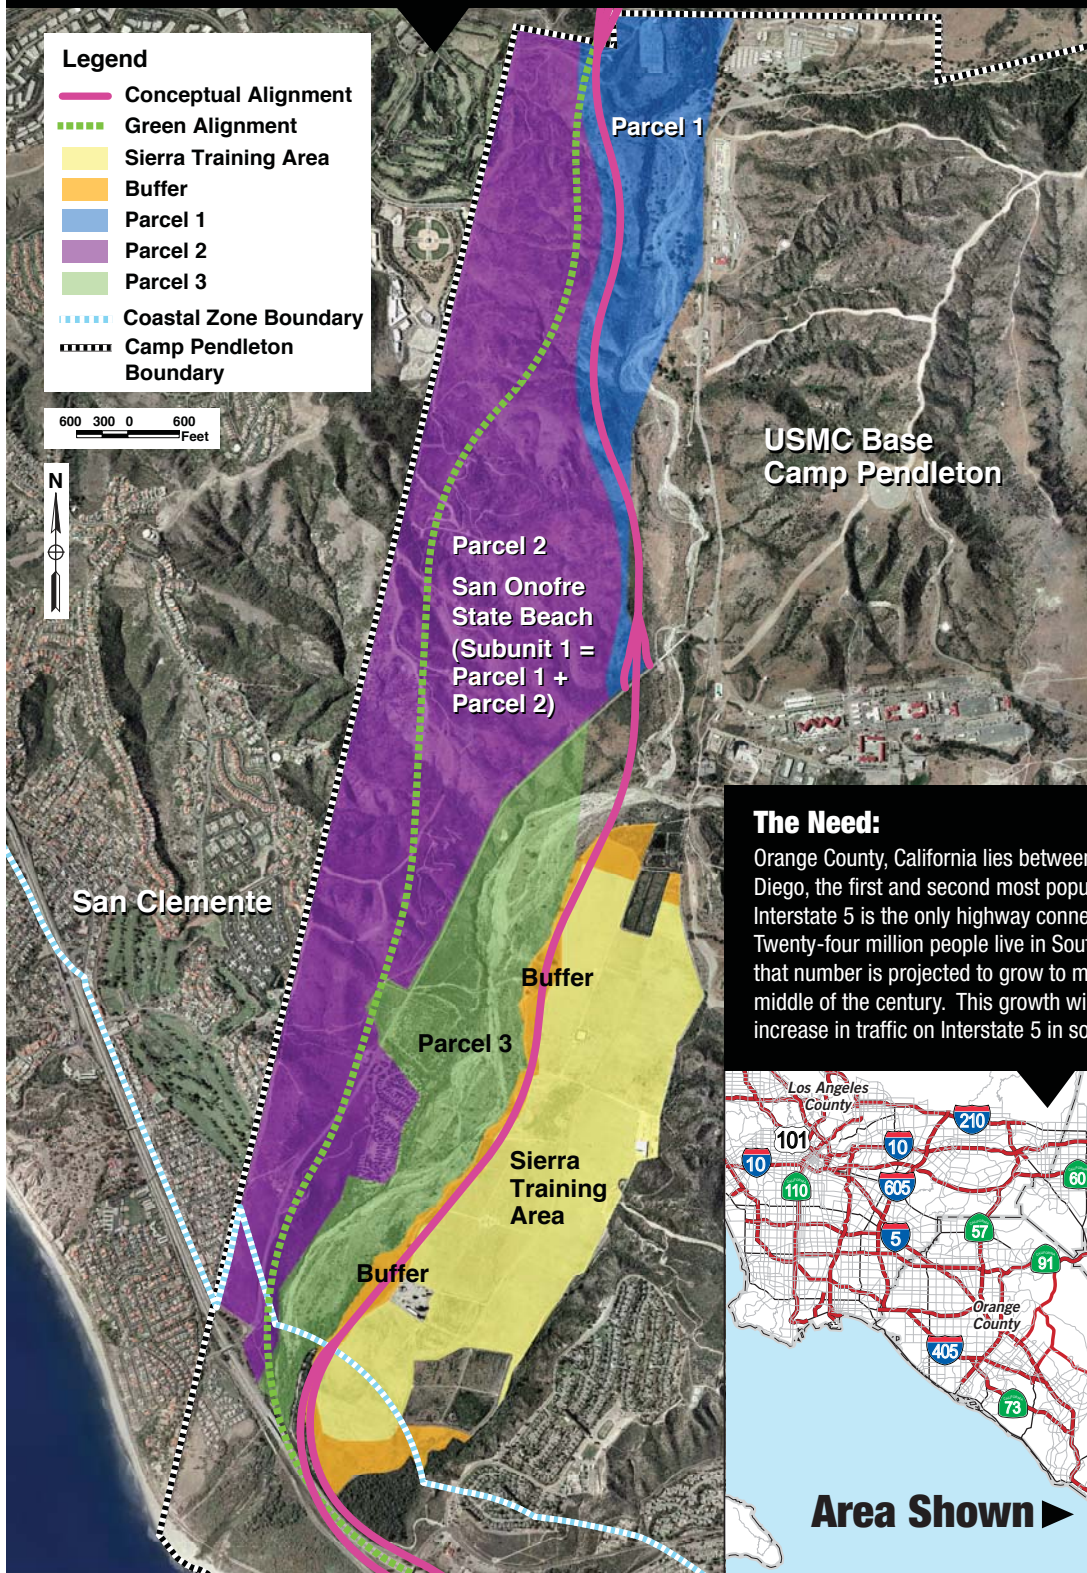 Legend
Conceptual Alignment
Green Alignment
Sierra Training Area
Buffer
Parcel 1
Parcel 2
Parcel 3
Coastal Zone Boundary
Camp Pendleton
Boundary
600 300 0 600
Feet
N
Parcel 1
USMC Base
Camp Pendleton
Parcel 2
San Onofre
State Beach
(Subunit 1 =
Parcel 1 +
Parcel 2)
San Clemente
Buffer
Parcel 3
Sierra
Training
Area
Buffer
The Need:
Orange County, California lies between
Diego, the first and second most popu
Interstate 5 is the only highway conne
Twenty-four million people live in Sou
that number is projected to grow to m
middle of the century. This growth wi
increase in traffic on Interstate 5 in so
Los Angeles
County
101
210
10
10
110
605
60
5
57
91
Orange
County
405
73
Area Shown